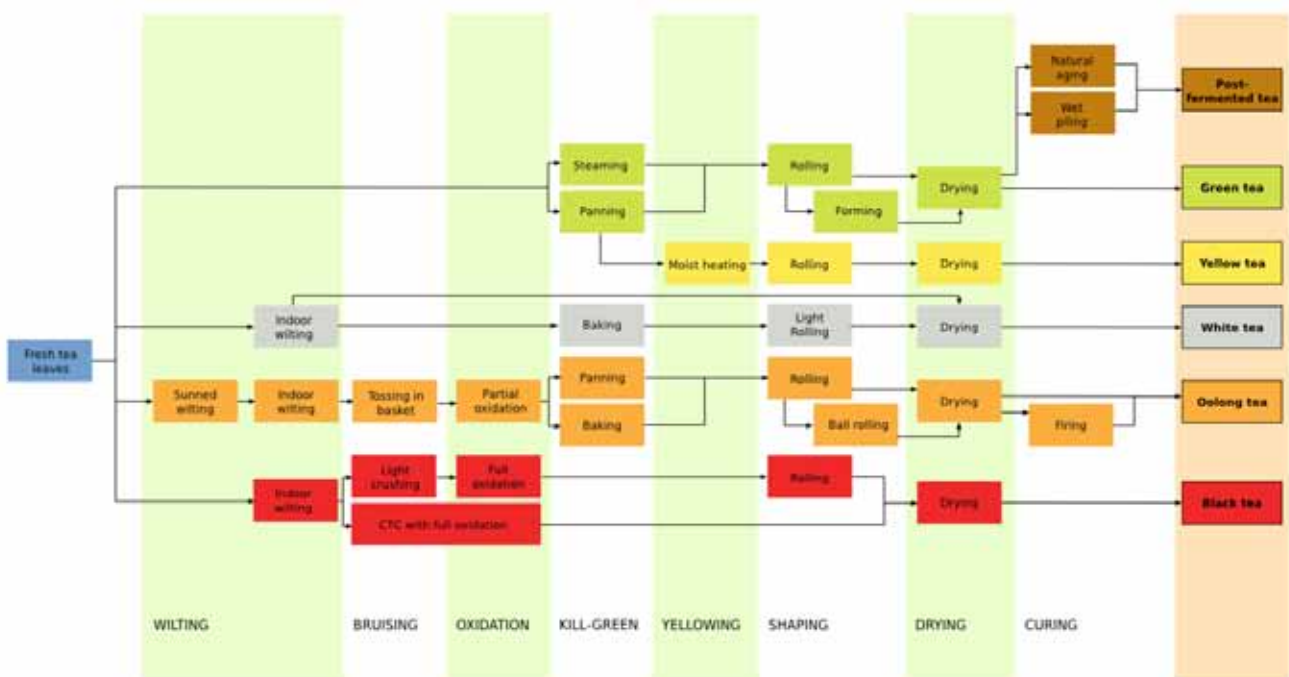 Natural
aging
Post-
fermented tea
Wet
piling
Steaming
Rolling
Drying
Green tea
Panning
Forming
Moist heating
Rolling
Drying
Yellow tea
Indoor
wilting
Baking
Light
Rolling
Drying
White tea
Fresh tea
leaves
Sunned
wilting
Indoor
wilting
Tossing in
basket
Partial
oxidation
Panning
Baking
Rolling
Ball rolling
Drying
Firing
Oolong tea
Indoor
wilting
Light
crushing
Full
oxidation
Rolling
CTC with full oxidation
Drying
Black tea
WILTING
BRUISING
OXIDATION
KILL-GREEN
YELLOWING
SHAPING
DRYING
CURING